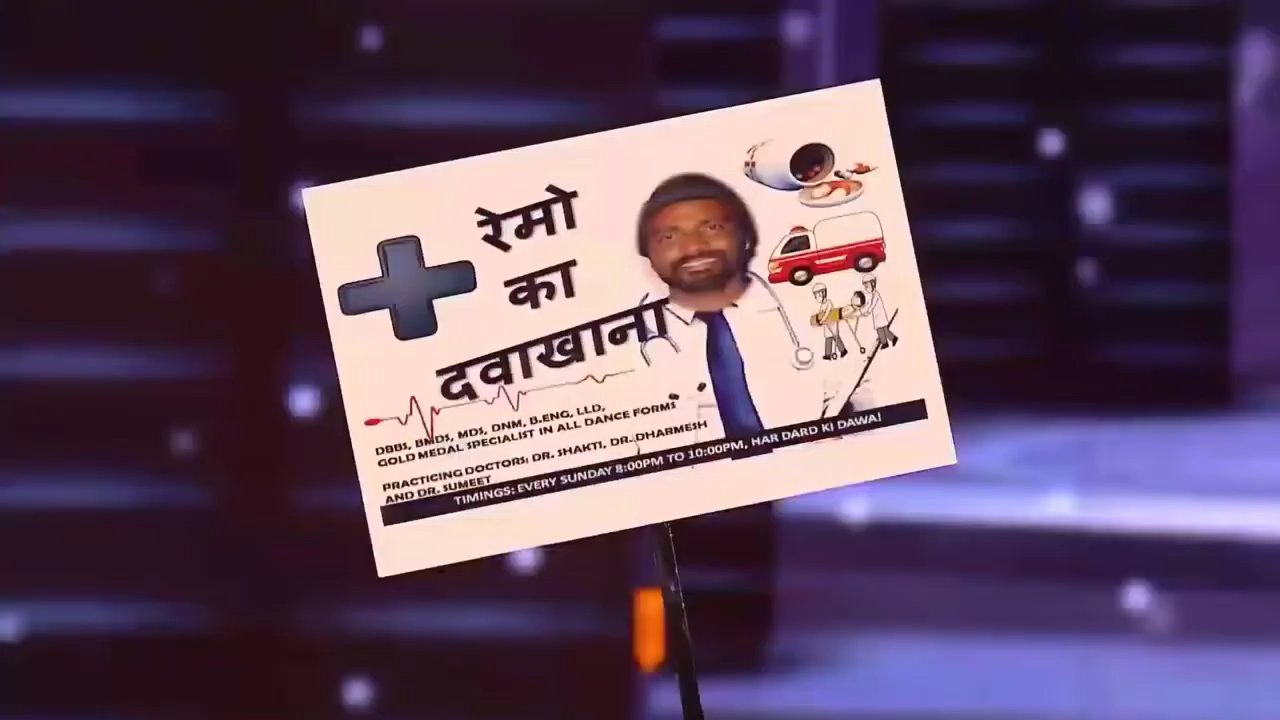 रेमो
का
दवाखाना
DBBS, BMDS, MDS, DNM, B.ENG, LLD,
GOLD MEDAL SPECIALIST IN ALL DANCE FORMS
PRACTICING DOCTORS: DR. SHAKTI, DR. DHARMESH
AND DR. SUMEET
TIMINGS: EVERY SUNDAY 8:00PM TO 10:00PM, HAR DARD KI DAWA!